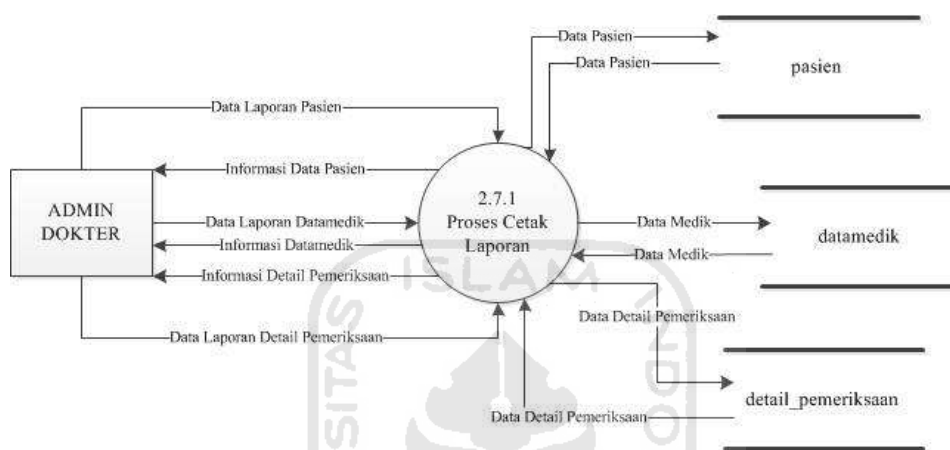 Data Pasien
Data Pasien
pasien
Data Laporan Pasien
Informasi Data Pasien
ADMIN
DOKTER
2.7.1
Proses Cetak
Laporan
Data Laporan Datamedik
Informasi Datamedik
Informasi Detail Pemeriksaan
Data Medik
Data Medik
datamedik
Data Laporan Detail Pemeriksaan
Data Detail Pemeriksaan
Data Detail Pemeriksaan
detail_pemeriksaan
ISLAM